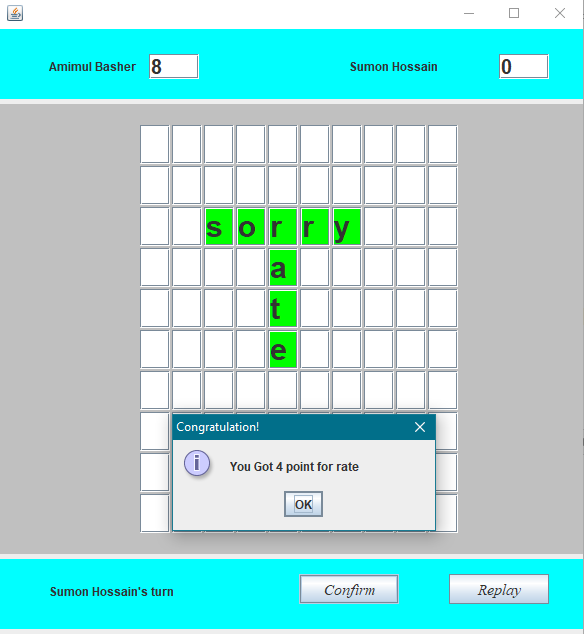 Amimul Basher 8 Sumon Hossain 0
s o r r y
a
t
e
Congratulation!
You Got 4 point for rate
OK
Sumon Hossain's turn Confirm Replay